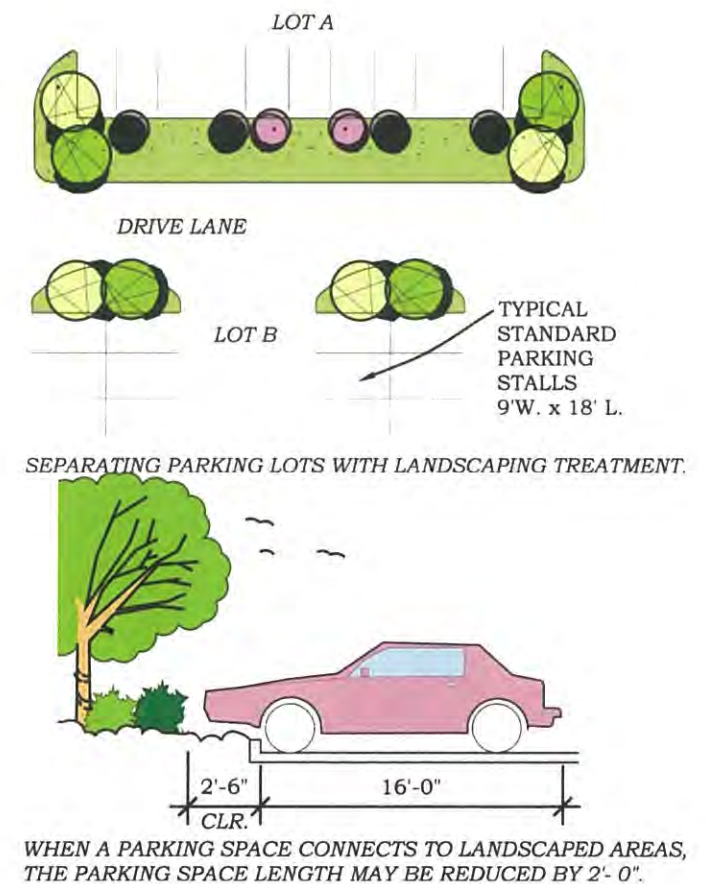 LOT A
DRIVE LANE
LOT B
TYPICAL
STANDARD
PARKING
STALLS
9'W. x 18' L.
SEPARATING PARKING LOTS WITH LANDSCAPING TREATMENT.
2'-6"
16'-0"
CLR.
WHEN A PARKING SPACE CONNECTS TO LANDSCAPED AREAS,
THE PARKING SPACE LENGTH MAY BE REDUCED BY 2'- 0".